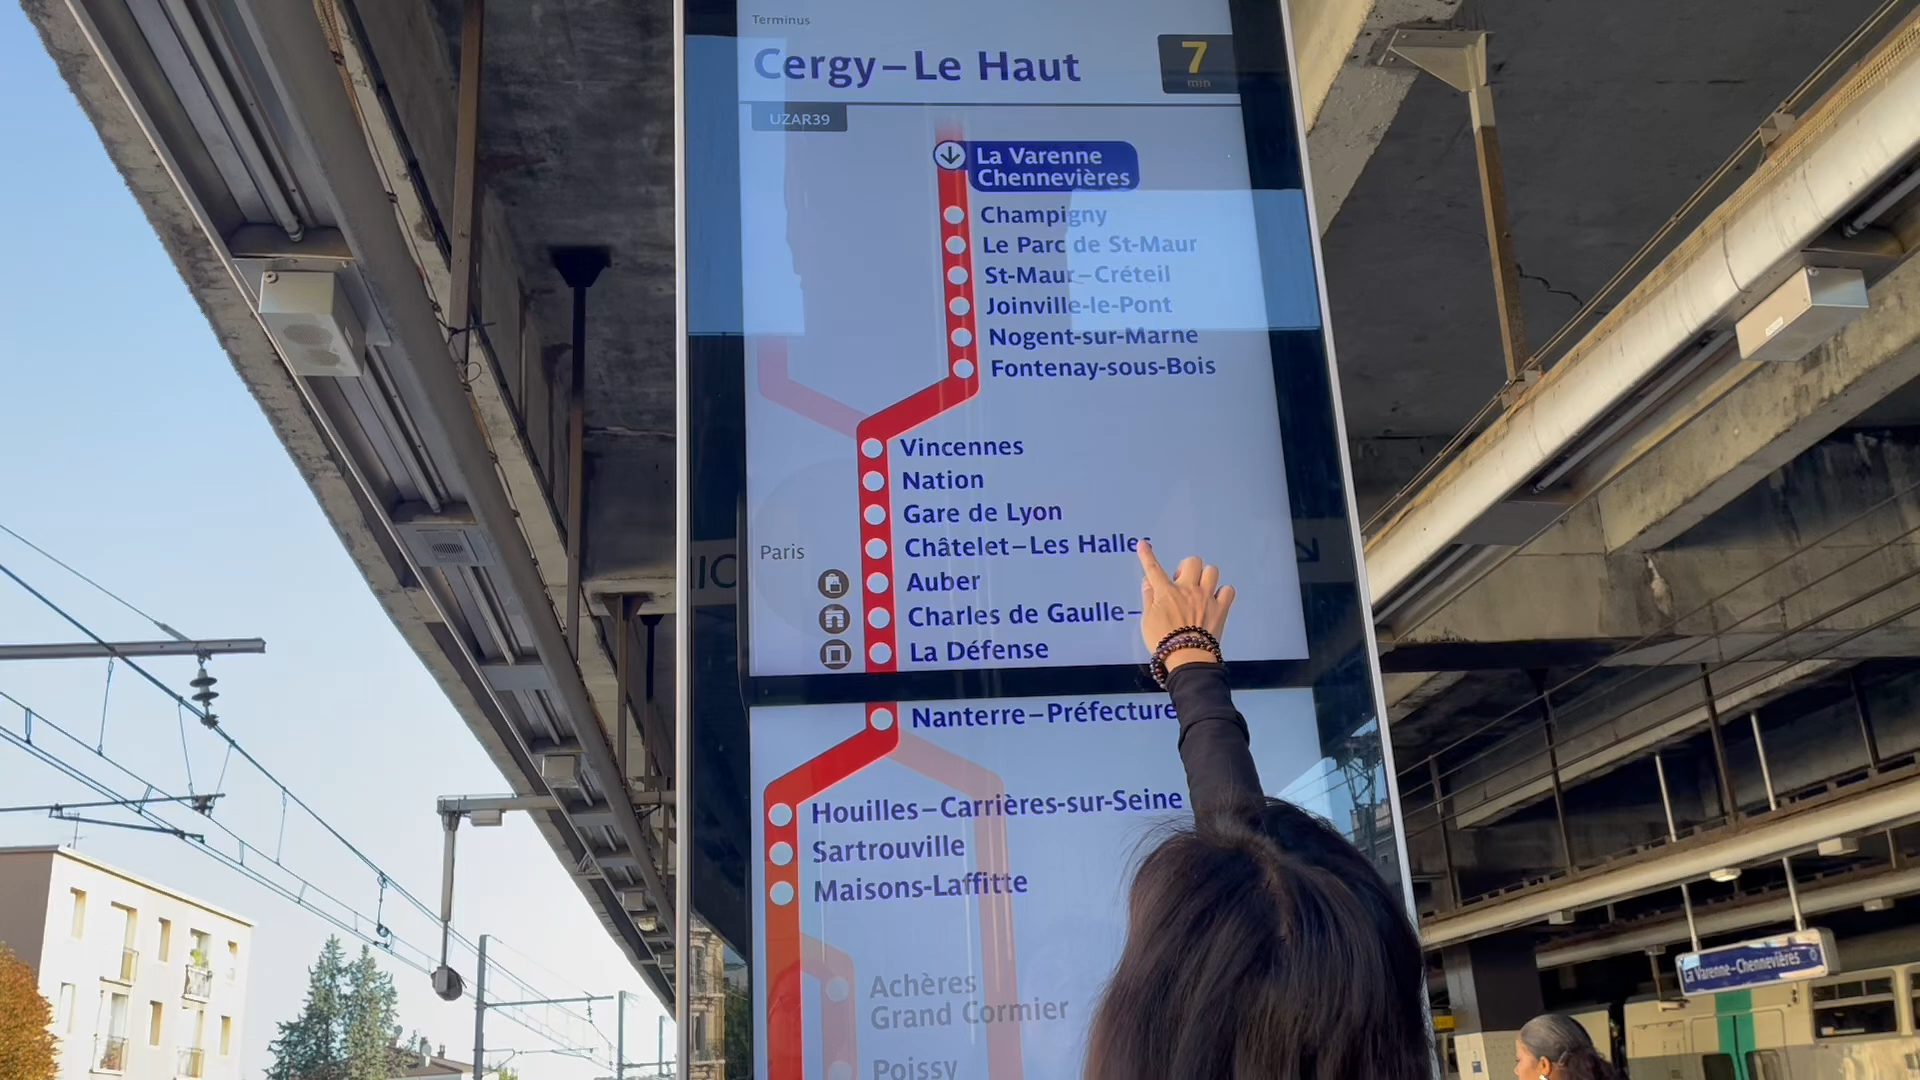 Terminus
Cergy–Le Haut
7
min
UZAR39
La Varenne
Chennevières
Champigny
Le Parc de St-Maur
St-Maur–Créteil
Joinville-le-Pont
Nogent-sur-Marne
Fontenay-sous-Bois
Vincennes
Nation
Gare de Lyon
Paris
Châtelet–Les Halles
Auber
Charles de Gaulle–
La Défense
Nanterre–Préfecture
Houilles–Carrières-sur-Seine
Sartrouville
Maisons-Laffitte
Achères
Grand Cormier
Poissy
La Varenne-Chennevières